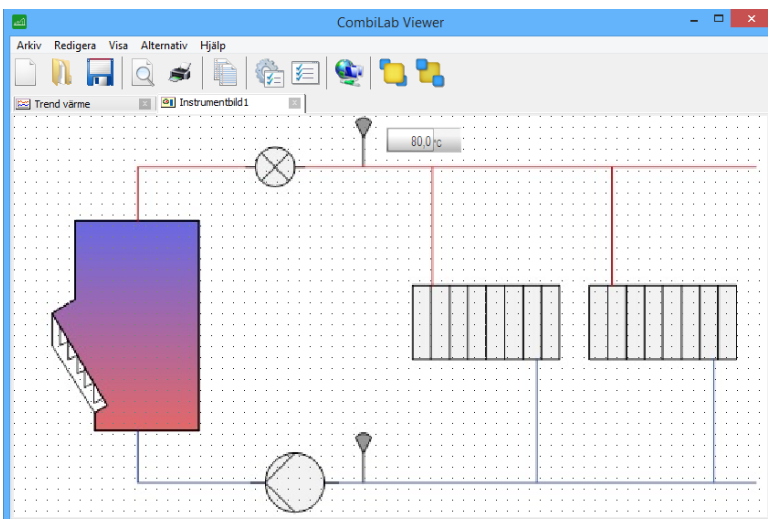 CombiLab Viewer
Arkiv Redigera Visa Alternativ Hjälp
Trend värme Instrumentbild1
80,0 °C